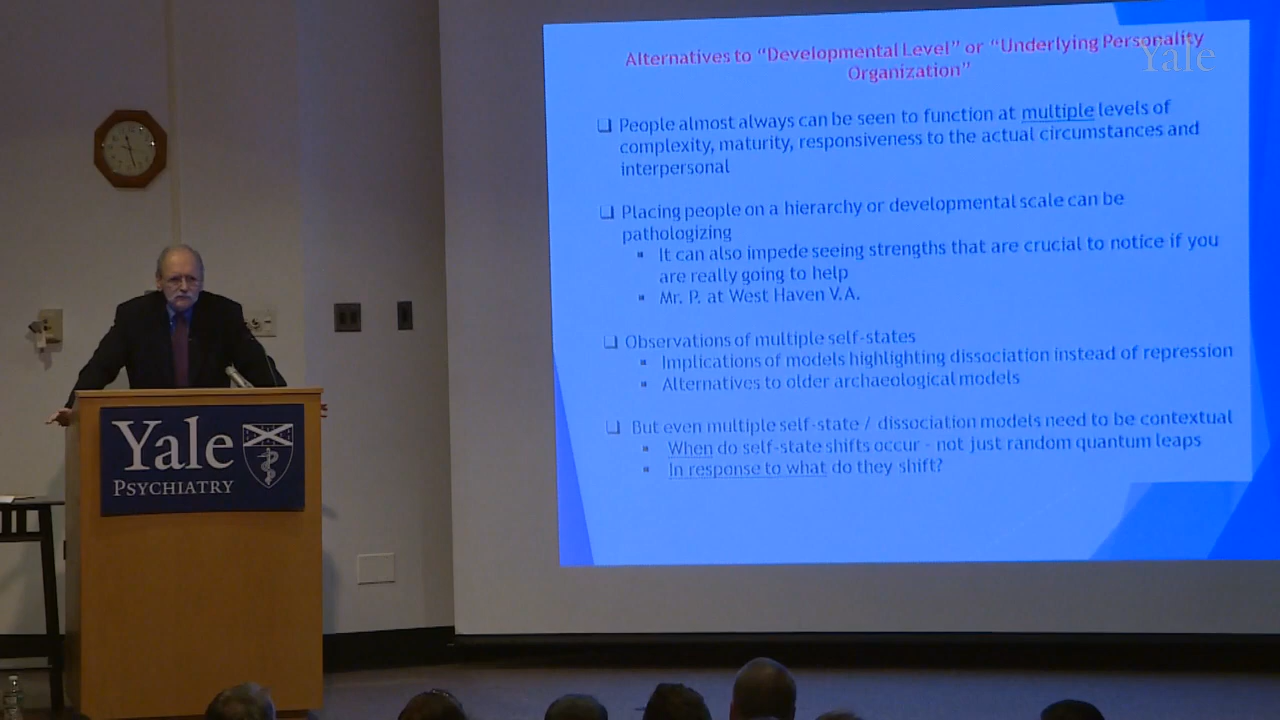 Alternatives to “Developmental Level” or “Underlying Personality
Organization”
Yale
❑ People almost always can be seen to function at multiple levels of
complexity, maturity, responsiveness to the actual circumstances and
interpersonal
❑ Placing people on a hierarchy or developmental scale can be
pathologizing
▪ It can also impede seeing strengths that are crucial to notice if you
are really going to help
▪ Mr. P. at West Haven V.A.
❑ Observations of multiple self-states
▪ Implications of models highlighting dissociation instead of repression
▪ Alternatives to older archaeological models
❑ But even multiple self-state / dissociation models need to be contextual
▪ When do self-state shifts occur - not just random quantum leaps
▪ In response to what do they shift?
Yale
PSYCHIATRY